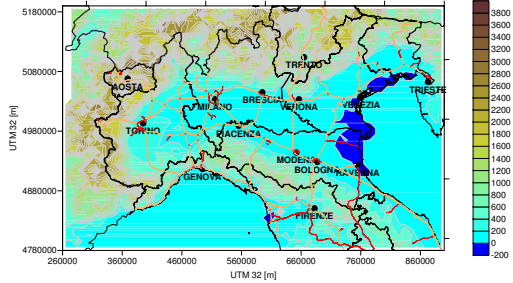 5180000
5080000
4980000
4880000
4780000
UTM 32 [m]
260000 360000 460000 560000 660000 760000 860000
UTM 32 [m]
TRENTO
AOSTA
TRIESTE
BRESCIA
MILANO
VERONA
VENEZIA
TORINO
PIACENZA
MODENA
BOLOGNA
RAVENNA
GENOVA
FIRENZE
3800
3600
3400
3200
3000
2800
2600
2400
2200
2000
1800
1600
1400
1200
1000
800
600
400
200
0
-200